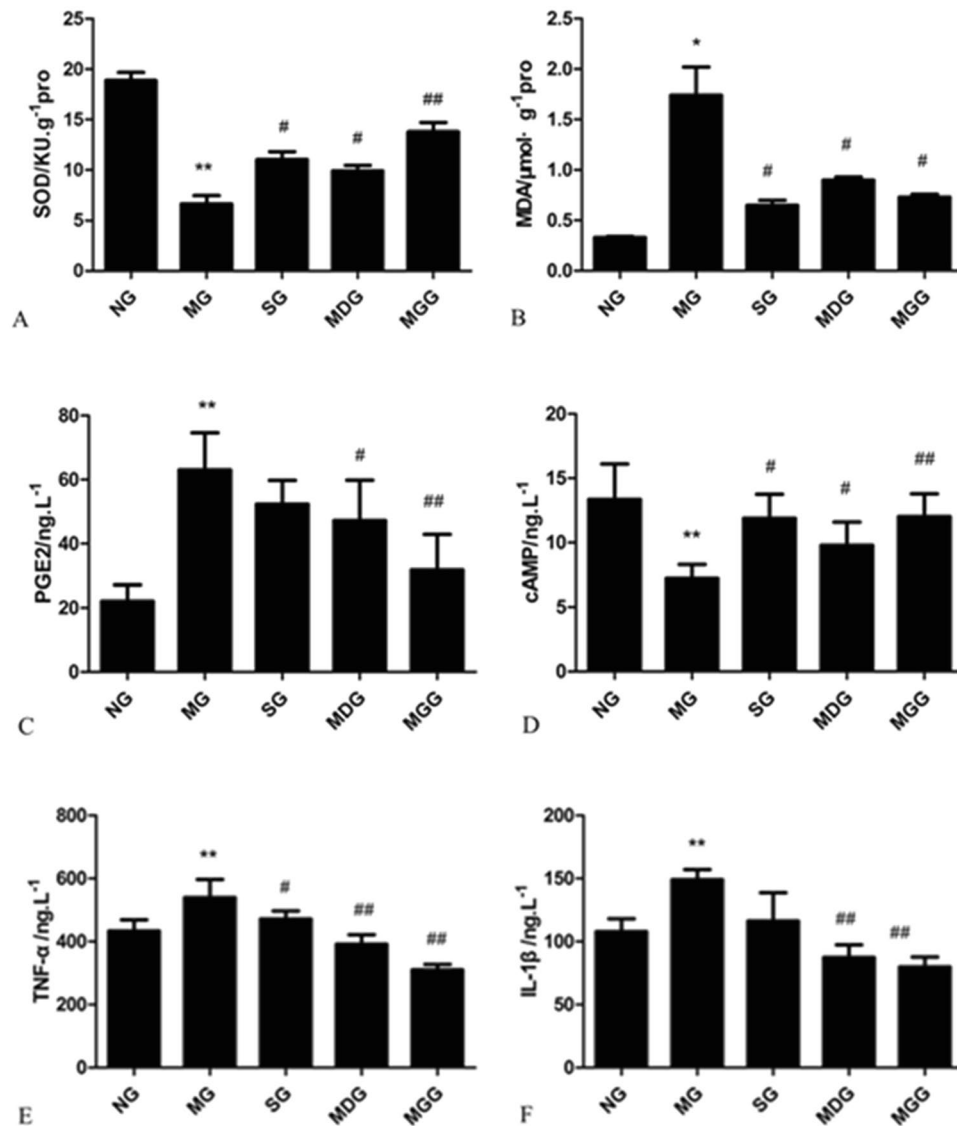 SOD/KU.g⁻¹pro
25
20
15
10
5
0
**
#
#
##
NG
MG
SG
MDG
MGG
A
MDA/μmol· g⁻¹pro
2.5
2.0
1.5
1.0
0.5
0.0
*
#
#
#
NG
MG
SG
MDG
MGG
B
PGE2/ng.L⁻¹
80
60
40
20
0
**
#
##
NG
MG
SG
MDG
MGG
C
cAMP/ng.L⁻¹
20
15
10
5
0
**
#
#
##
NG
MG
SG
MDG
MGG
D
TNF-α /ng.L⁻¹
800
600
400
200
0
**
#
##
##
NG
MG
SG
MDG
MGG
E
IL-1β /ng.L⁻¹
200
150
100
50
0
**
##
##
NG
MG
SG
MDG
MGG
F